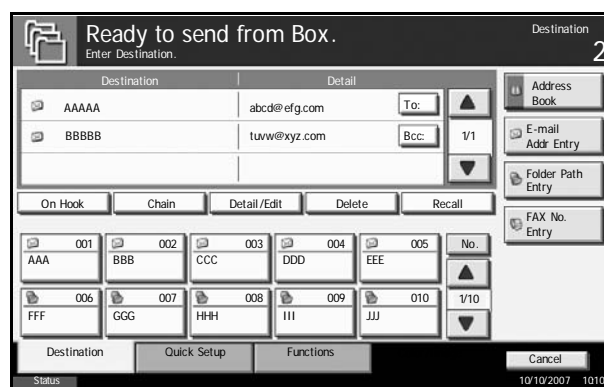 Ready to send from Box.
Enter Destination.
Destination
2
Destination Detail
AAAAA abcd@efg.com To:
BBBBB tuvw@xyz.com Bcc: 1/1
On Hook Chain Detail/Edit Delete Recall
001 002 003 004 005 No.
AAA BBB CCC DDD EEE
006 007 008 009 010 1/10
FFF GGG HHH III JJJ
Address
Book
E-mail
Addr Entry
Folder Path
Entry
FAX No.
Entry
Destination Quick Setup Functions
Cancel
Status 10/10/2007 1010